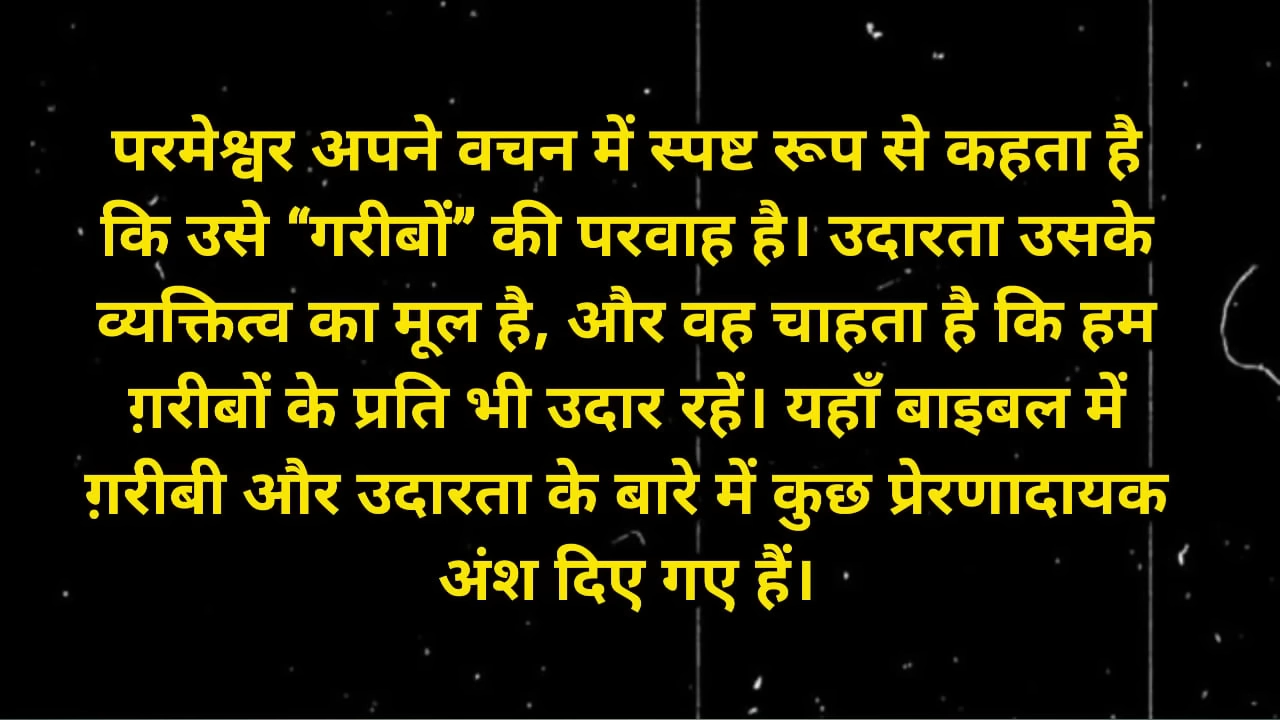 परमेश्वर अपने वचन में स्पष्ट रूप से कहता है
कि उसे “गरीबों” की परवाह है। उदारता उसके
व्यक्तित्व का मूल है, और वह चाहता है कि हम
ग़रीबों के प्रति भी उदार रहें। यहाँ बाइबल में
ग़रीबी और उदारता के बारे में कुछ प्रेरणादायक
अंश दिए गए हैं।